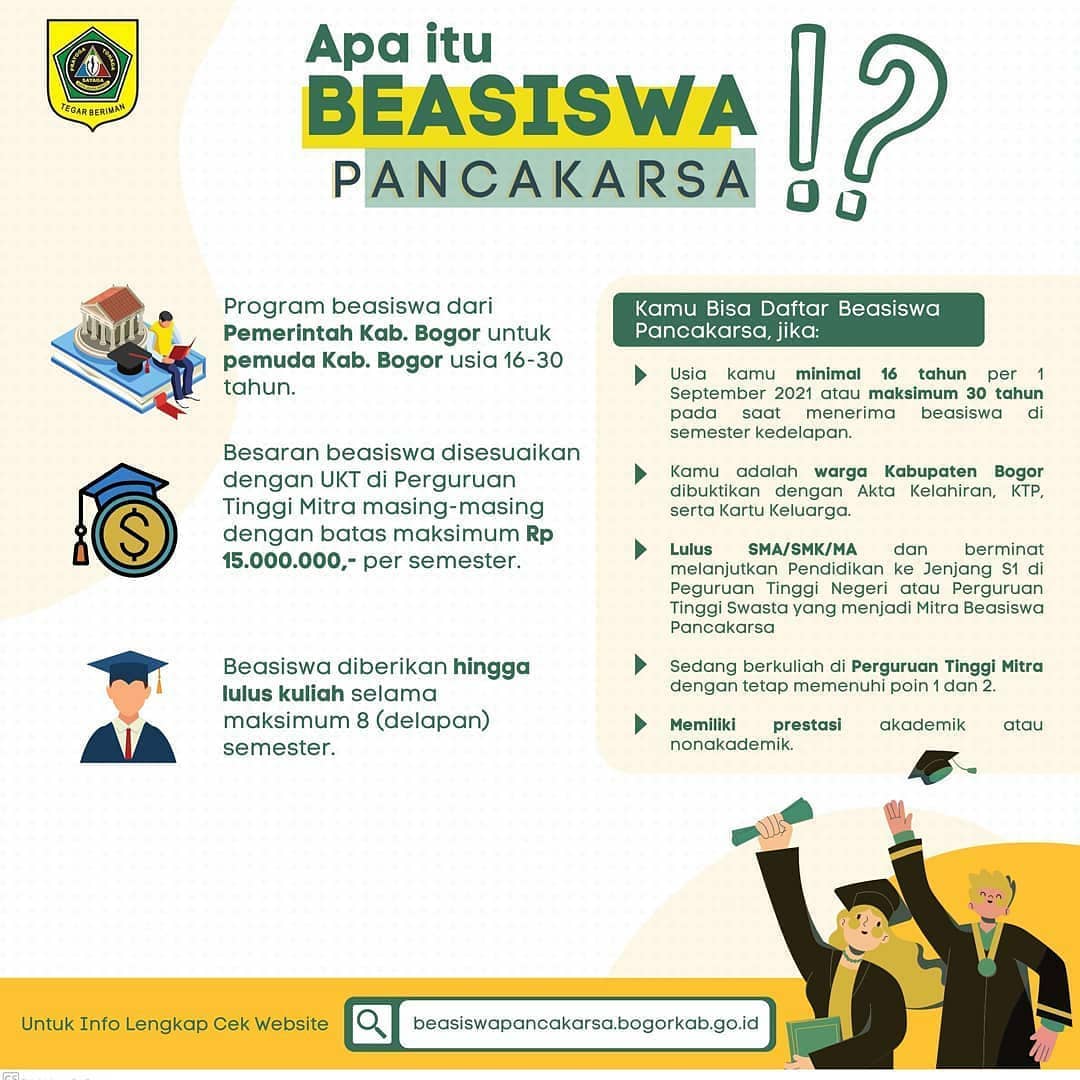 PRAYOGA TOHAGA
SAYAGA
TEGAR BERIMAN
Apa itu
BEASISWA
PANCAKARSA
!?
Program beasiswa dari
Pemerintah Kab. Bogor untuk
pemuda Kab. Bogor usia 16-30
tahun.
Besaran beasiswa disesuaikan
dengan UKT di Perguruan
Tinggi Mitra masing-masing
dengan batas maksimum Rp
15.000.000,- per semester.
Beasiswa diberikan hingga
lulus kuliah selama
maksimum 8 (delapan)
semester.
Kamu Bisa Daftar Beasiswa
Pancakarsa, jika:
Usia kamu minimal 16 tahun per 1
September 2021 atau maksimum 30 tahun
pada saat menerima beasiswa di
semester kedelapan.
Kamu adalah warga Kabupaten Bogor
dibuktikan dengan Akta Kelahiran, KTP,
serta Kartu Keluarga.
Lulus SMA/SMK/MA dan berminat
melanjutkan Pendidikan ke Jenjang S1 di
Peguruan Tinggi Negeri atau Perguruan
Tinggi Swasta yang menjadi Mitra Beasiswa
Pancakarsa
Sedang berkuliah di Perguruan Tinggi Mitra
dengan tetap memenuhi poin 1 dan 2.
Memiliki prestasi akademik atau
nonakademik.
Untuk Info Lengkap Cek Website
beasiswapancakarsa.bogorkab.go.id